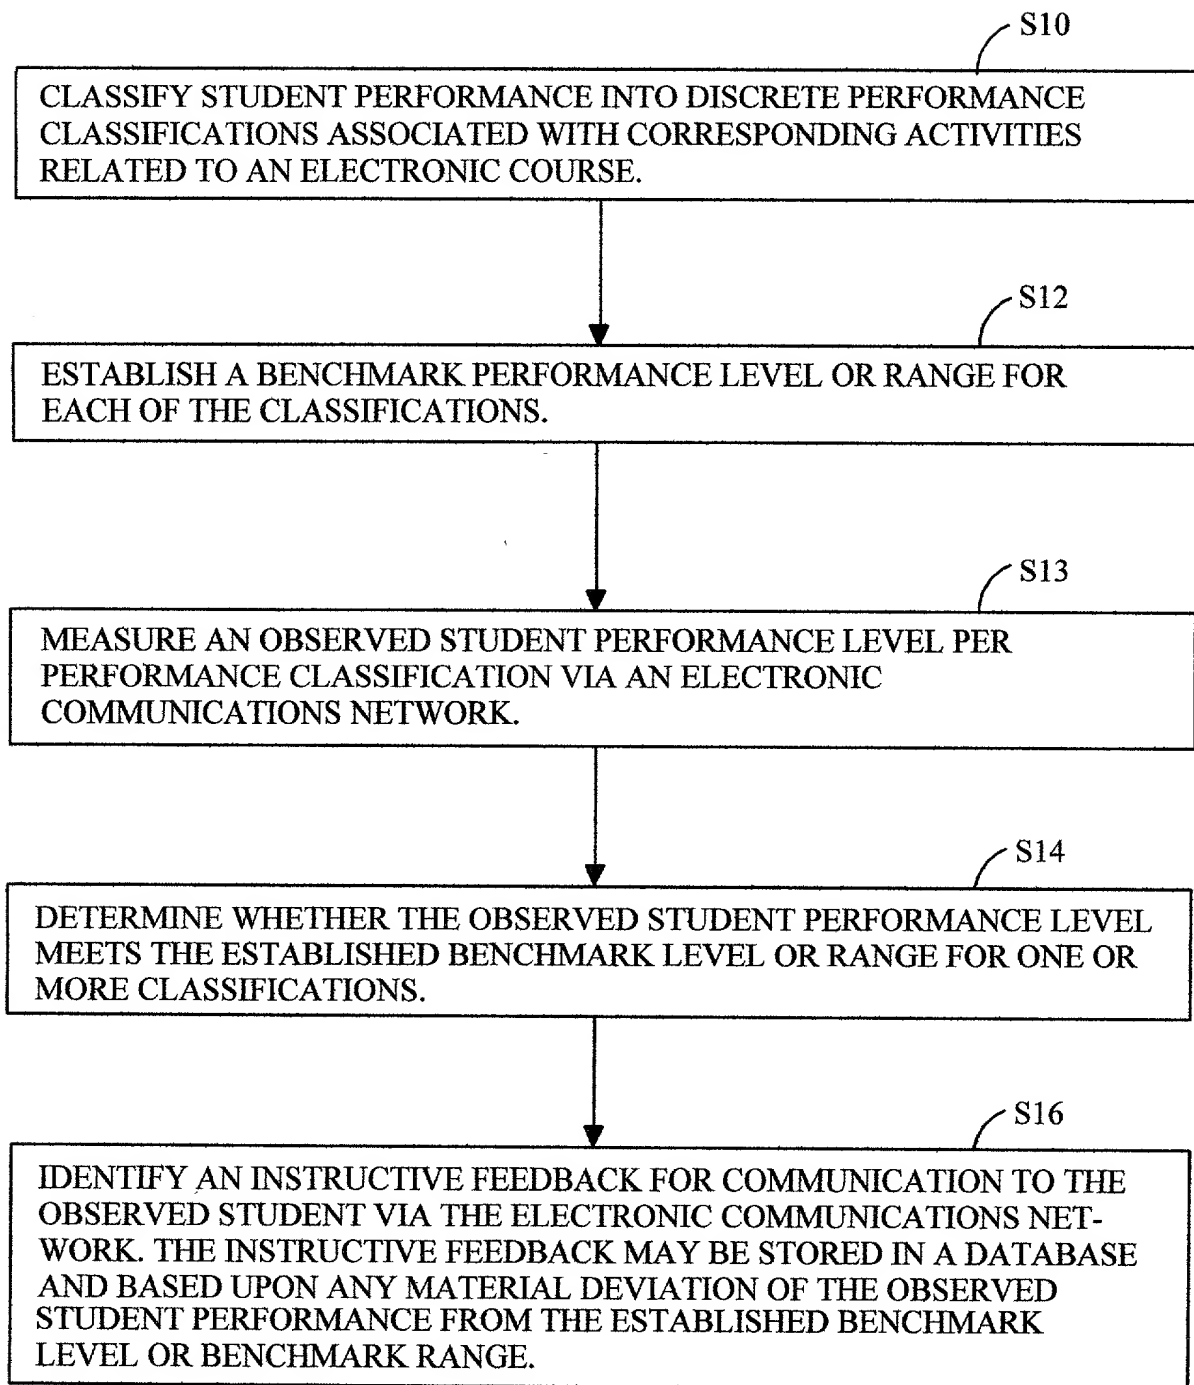 S10
CLASSIFY STUDENT PERFORMANCE INTO DISCRETE PERFORMANCE
CLASSIFICATIONS ASSOCIATED WITH CORRESPONDING ACTIVITIES
RELATED TO AN ELECTRONIC COURSE.
S12
ESTABLISH A BENCHMARK PERFORMANCE LEVEL OR RANGE FOR
EACH OF THE CLASSIFICATIONS.
S13
MEASURE AN OBSERVED STUDENT PERFORMANCE LEVEL PER
PERFORMANCE CLASSIFICATION VIA AN ELECTRONIC
COMMUNICATIONS NETWORK.
S14
DETERMINE WHETHER THE OBSERVED STUDENT PERFORMANCE LEVEL
MEETS THE ESTABLISHED BENCHMARK LEVEL OR RANGE FOR ONE OR
MORE CLASSIFICATIONS.
S16
IDENTIFY AN INSTRUCTIVE FEEDBACK FOR COMMUNICATION TO THE
OBSERVED STUDENT VIA THE ELECTRONIC COMMUNICATIONS NET-
WORK. THE INSTRUCTIVE FEEDBACK MAY BE STORED IN A DATABASE
AND BASED UPON ANY MATERIAL DEVIATION OF THE OBSERVED
STUDENT PERFORMANCE FROM THE ESTABLISHED BENCHMARK
LEVEL OR BENCHMARK RANGE.